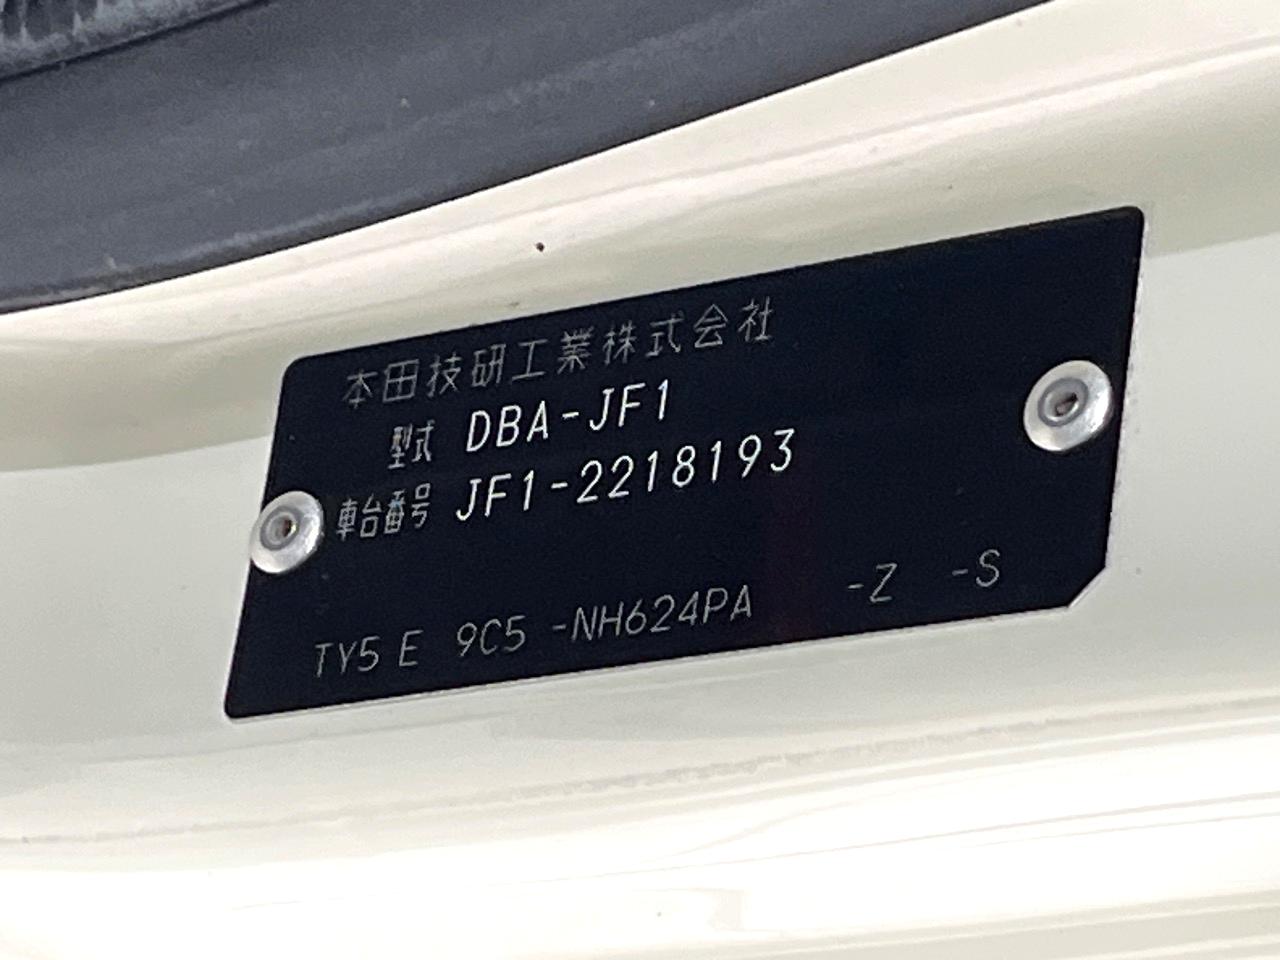 本田技研工業株式会社
型式 DBA-JF1
車台番号 JF1-2218193
TY5 E 9C5 -NH624PA -Z -S